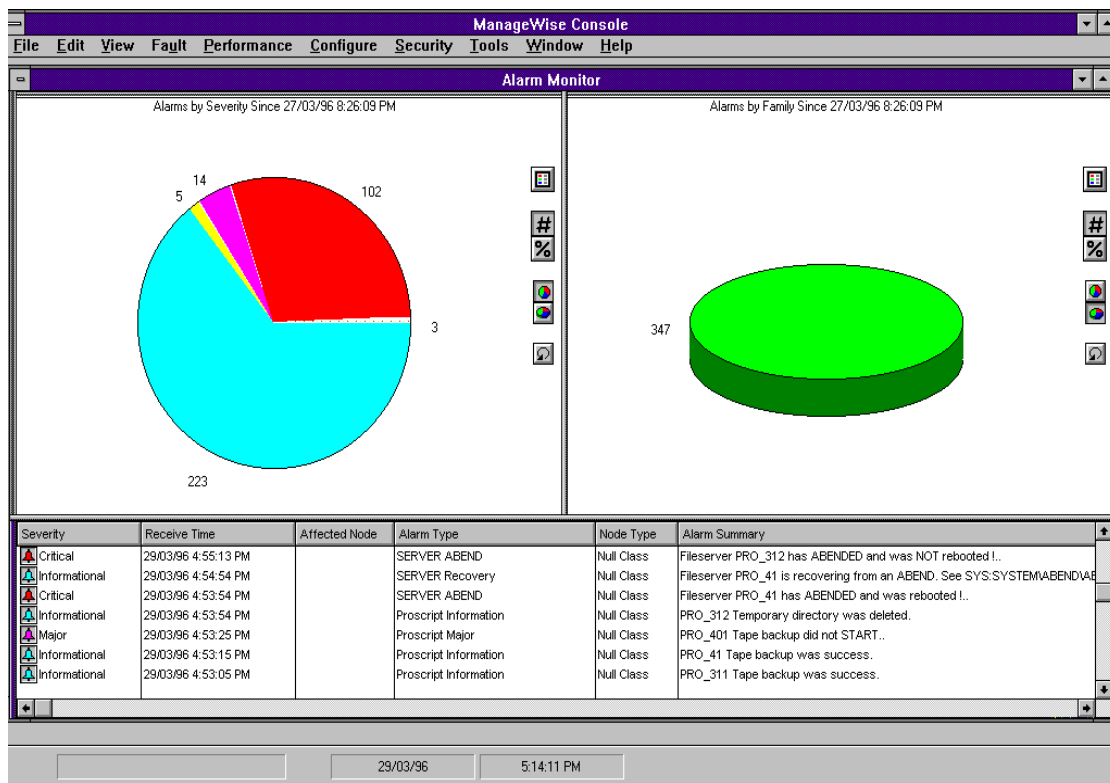 ManageWise Console
File Edit View Fault Performance Configure Security Tools Window Help
Alarm Monitor
Alarms by Severity Since 27/03/96 8:26:09 PM
Alarms by Family Since 27/03/96 8:26:09 PM
14
5
102
3
223
#
%
347
#
%
Severity Receive Time Affected Node Alarm Type Node Type Alarm Summary
Critical 29/03/96 4:55:13 PM SERVER ABEND Null Class Fileserver PRO_312 has ABENDED and was NOT rebooted !..
Informational 29/03/96 4:54:54 PM SERVER Recovery Null Class Fileserver PRO_41 is recovering from an ABEND. See SYS:SYSTEM\ABEND\AB
Critical 29/03/96 4:53:54 PM SERVER ABEND Null Class Fileserver PRO_41 has ABENDED and was rebooted !..
Informational 29/03/96 4:53:54 PM Proscript Information Null Class PRO_312 Temporary directory was deleted.
Major 29/03/96 4:53:25 PM Proscript Major Null Class PRO_401 Tape backup did not START..
Informational 29/03/96 4:53:15 PM Proscript Information Null Class PRO_41 Tape backup was success.
Informational 29/03/96 4:53:05 PM Proscript Information Null Class PRO_311 Tape backup was success.
29/03/96 5:14:11 PM